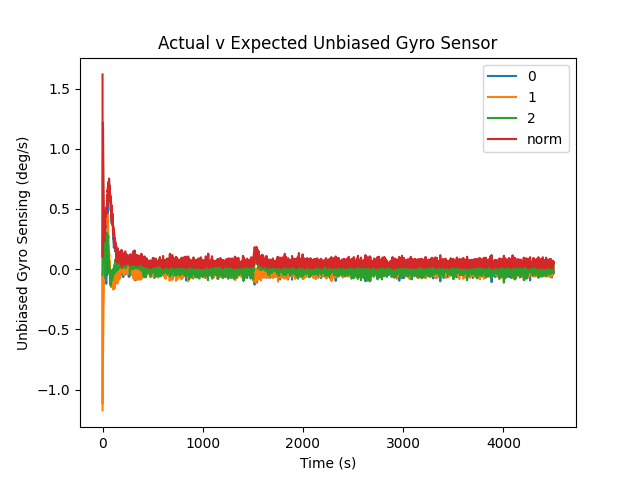 Actual v Expected Unbiased Gyro Sensor
Unbiased Gyro Sensing (deg/s)
1.5
1.0
0.5
0.0
−0.5
−1.0
0
1
2
norm
0 1000 2000 3000 4000
Time (s)